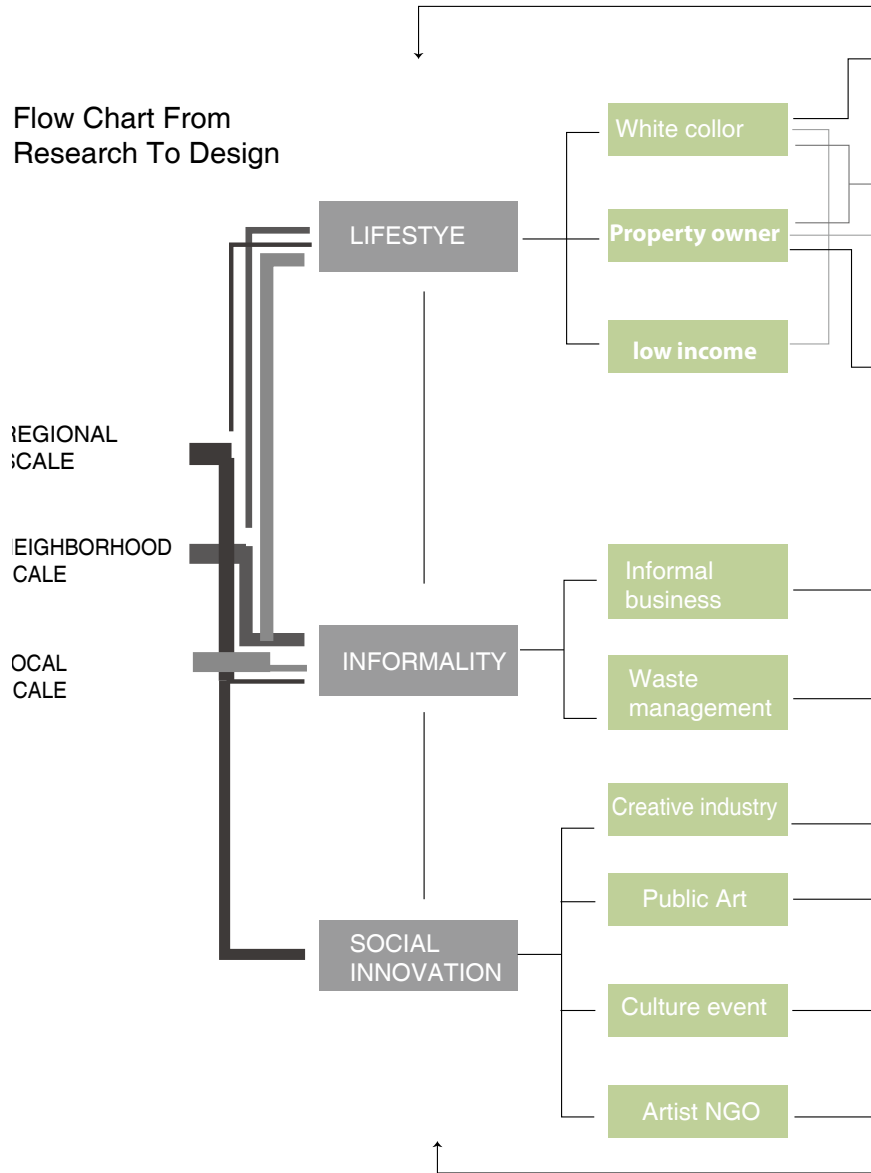 Flow Chart From
Research To Design
White collor
LIFESTYE
Property owner
low income
REGIONAL
SCALE
NEIGHBORHOOD
CALE
Informal
business
OCAL
CALE
INFORMALITY
Waste
management
Creative industry
Public Art
SOCIAL
INNOVATION
Culture event
Artist NGO